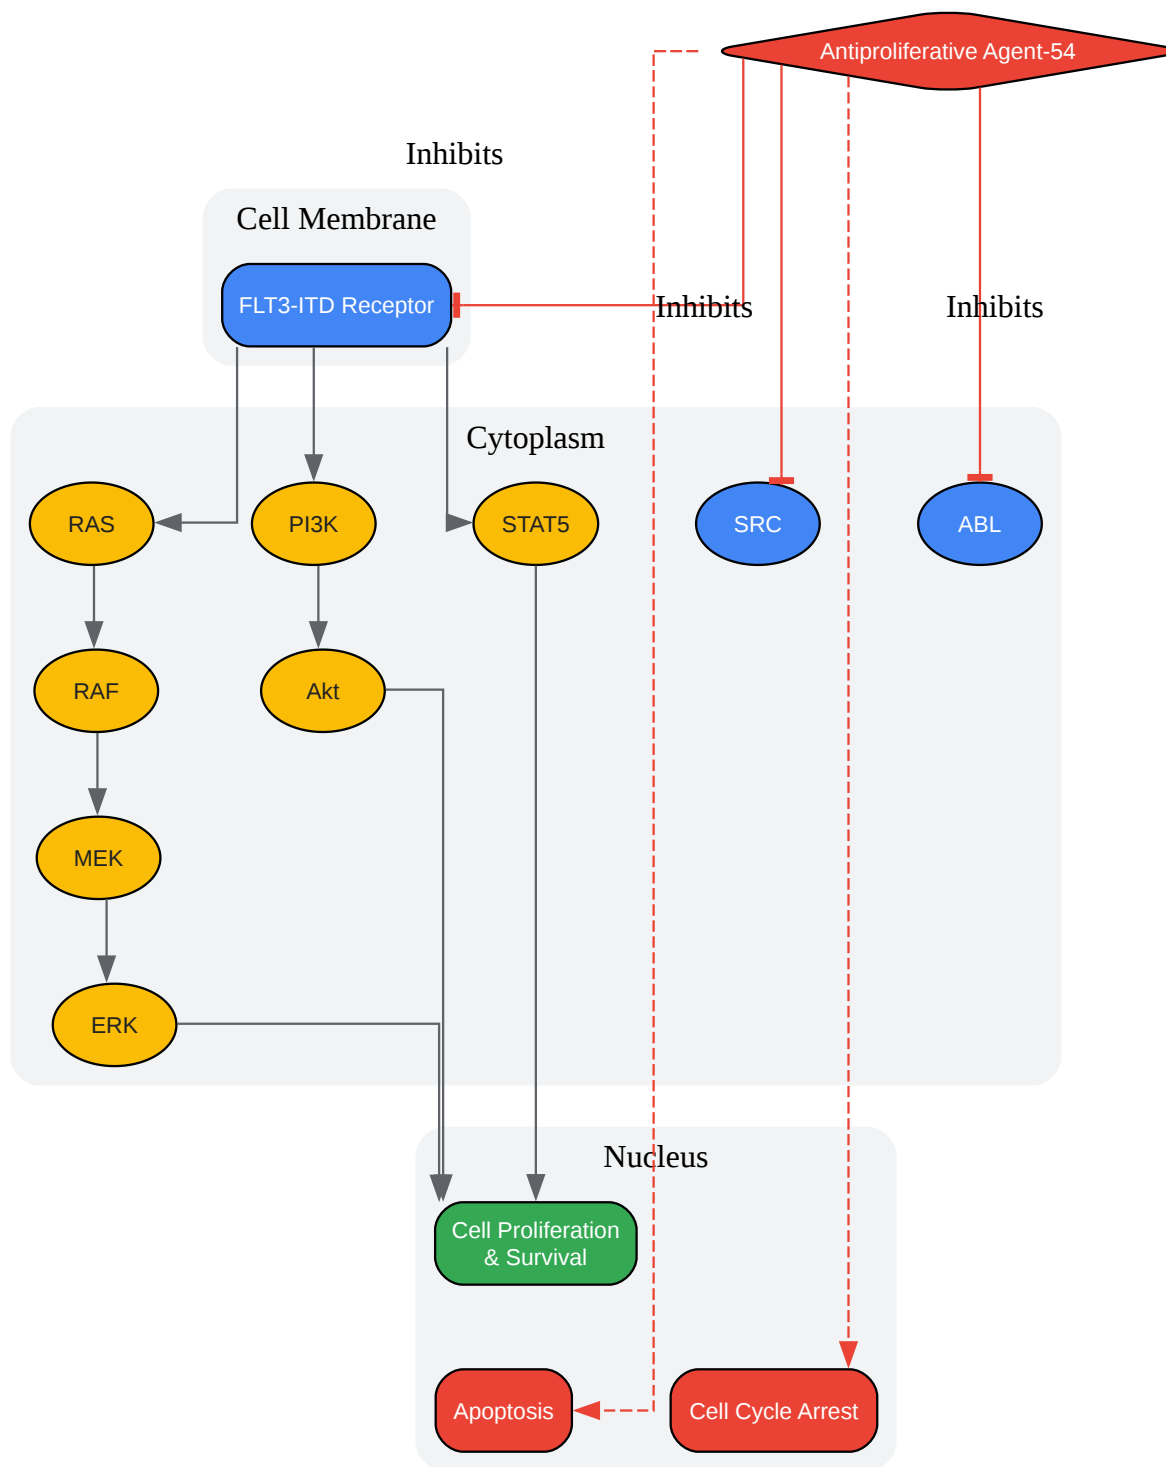 Antiproliferative Agent-54
Inhibits
Cell Membrane
FLT3-ITD Receptor
Inhibits
Inhibits
Cytoplasm
RAS
PI3K
STAT5
SRC
ABL
RAF
Akt
MEK
ERK
Nucleus
Cell Proliferation
& Survival
Apoptosis
Cell Cycle Arrest